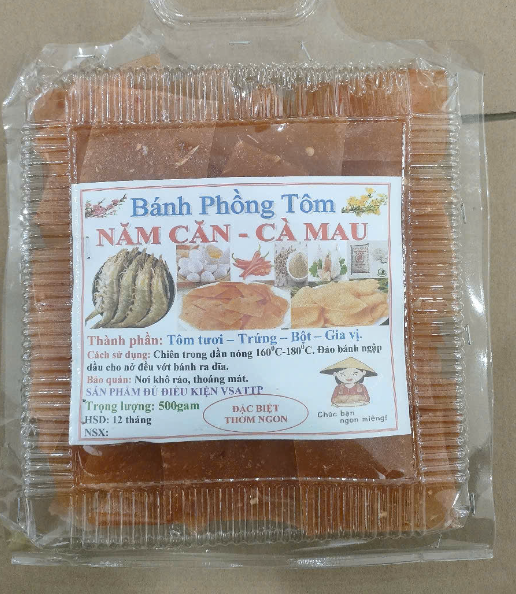 Bánh Phồng Tôm
NĂM CĂN - CÀ MAU
Thành phần: Tôm tươi – Trứng – Bột – Gia vị.
Cách sử dụng: Chiên trong dần nóng 160⁰C-180⁰C, Đảo bánh ngập
dầu cho nở đều vớt bánh ra dĩa.
Bảo quản: Nơi khô ráo, thoáng mát.
SẢN PHẨM ĐỦ ĐIỀU KIỆN VSATTP
Trọng lượng: 500gam
HSD: 12 tháng
NSX:
ĐẶC BIỆT
THƠM NGON
Chúc bạn
ngon miệng!